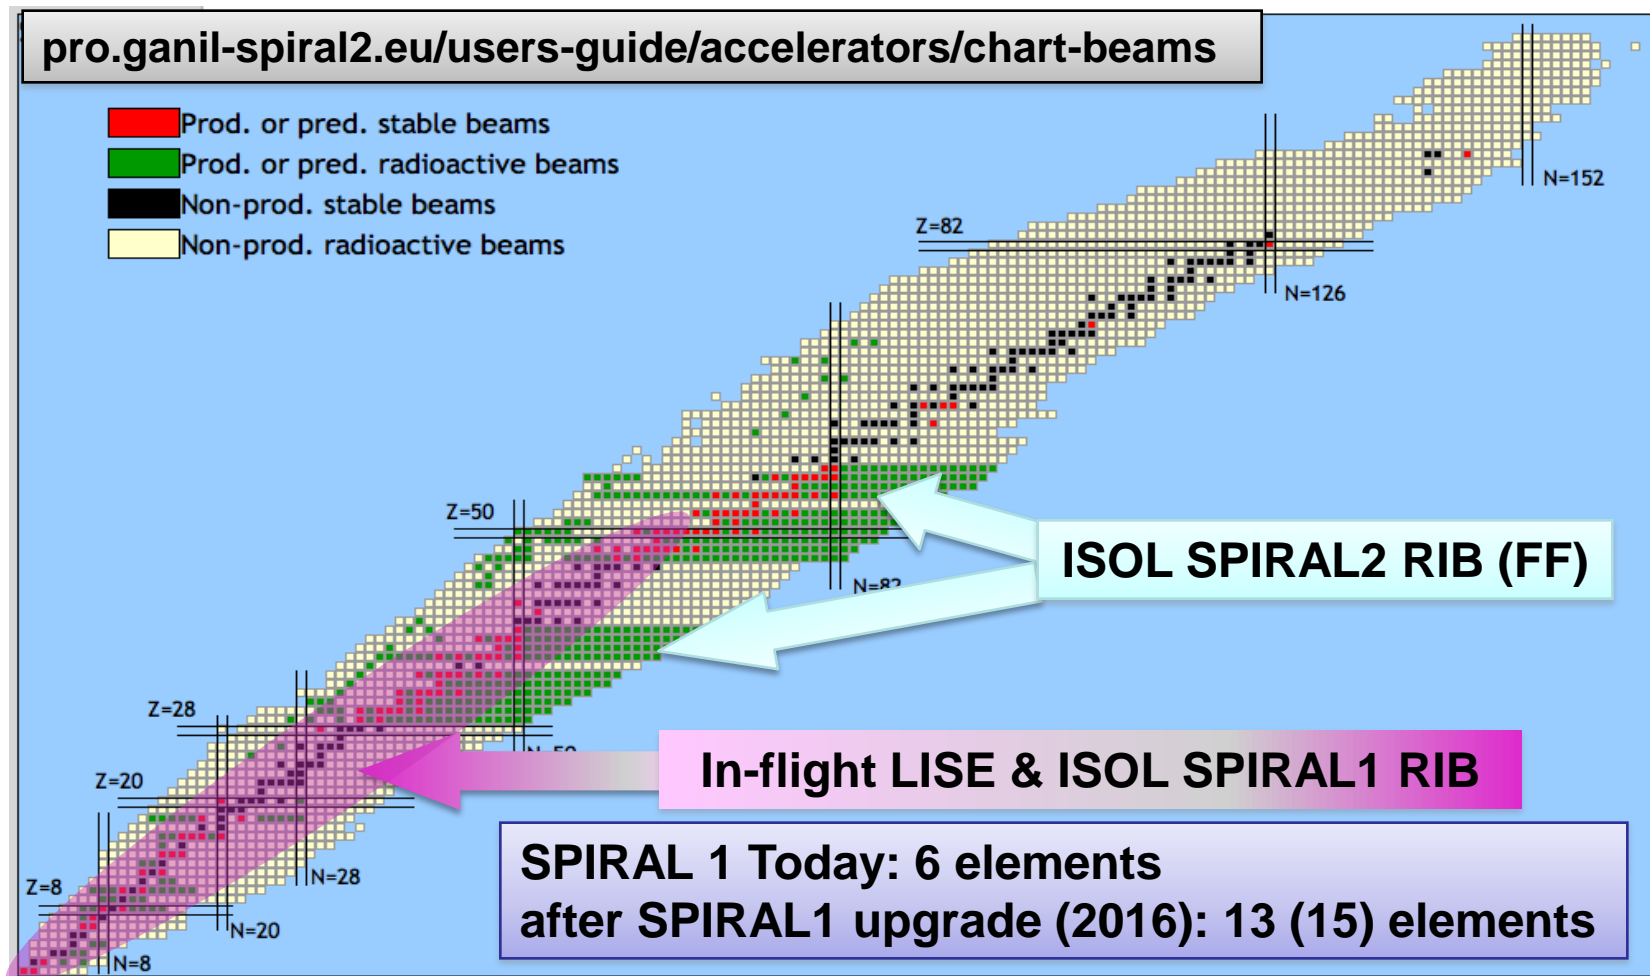 pro.ganil-spiral2.eu/users-guide/accelerators/chart-beams
Prod. or pred. stable beams
Prod. or pred. radioactive beams
Non-prod. stable beams
Non-prod. radioactive beams
N=152
Z=82
N=126
Z=50
ISOL SPIRAL2 RIB (FF)
N=82
Z=28
N=50
In-flight LISE & ISOL SPIRAL1 RIB
Z=20
SPIRAL 1 Today: 6 elements
after SPIRAL1 upgrade (2016): 13 (15) elements
N=28
Z=8
N=20
N=8